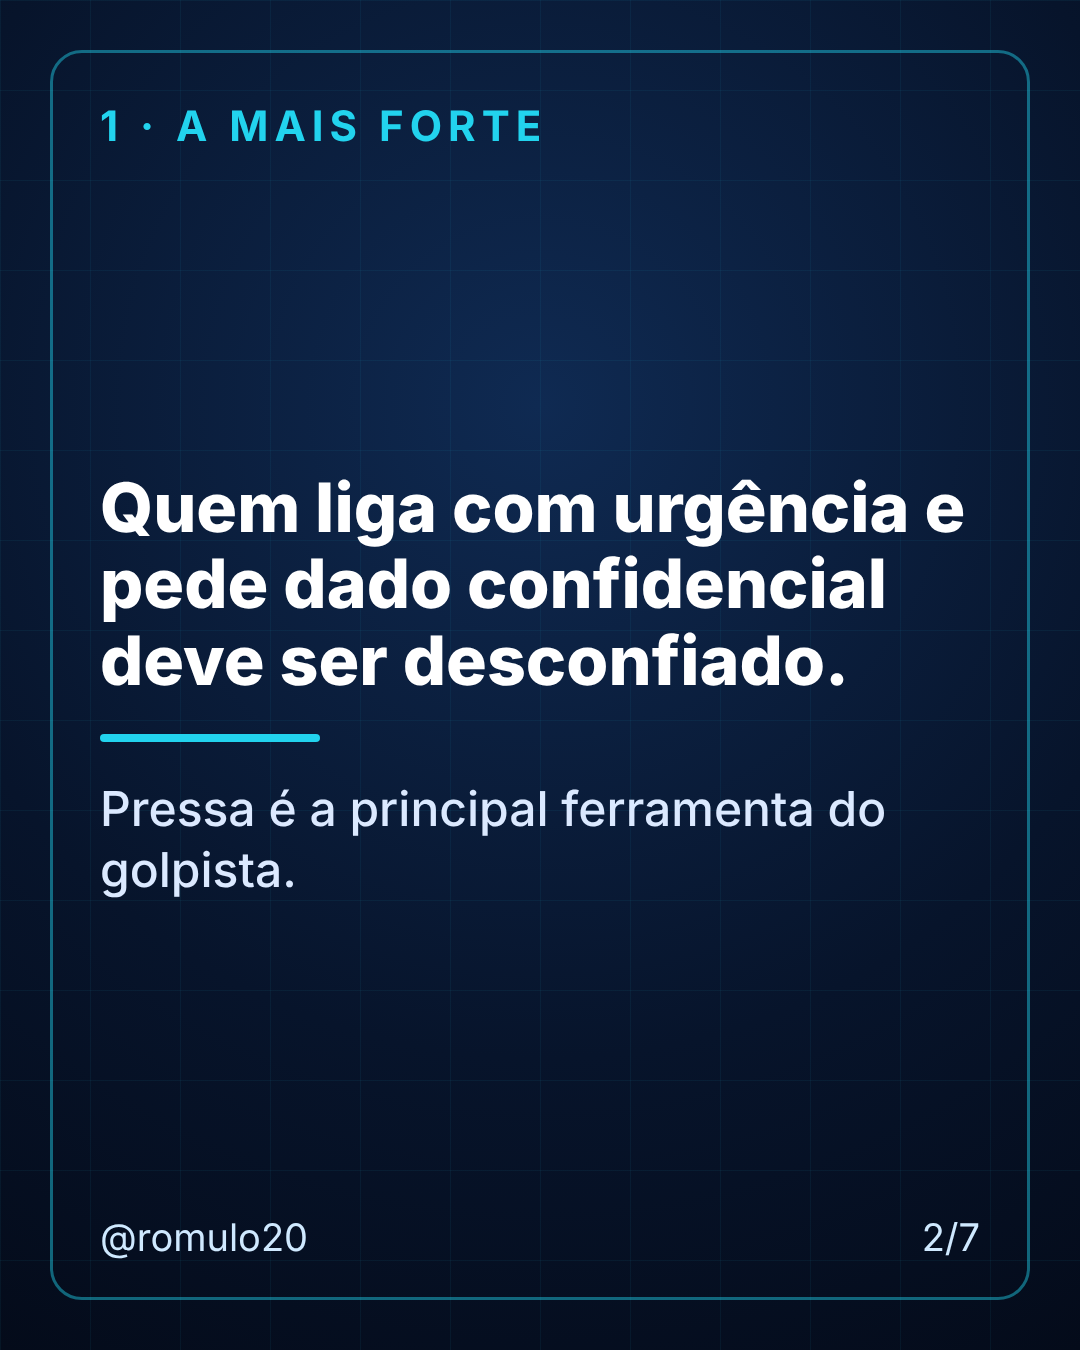 1 · A MAIS FORTE
Quem liga com urgência e
pede dado confidencial
deve ser desconfiado.
Pressa é a principal ferramenta do
golpista.
@romulo20
2/7